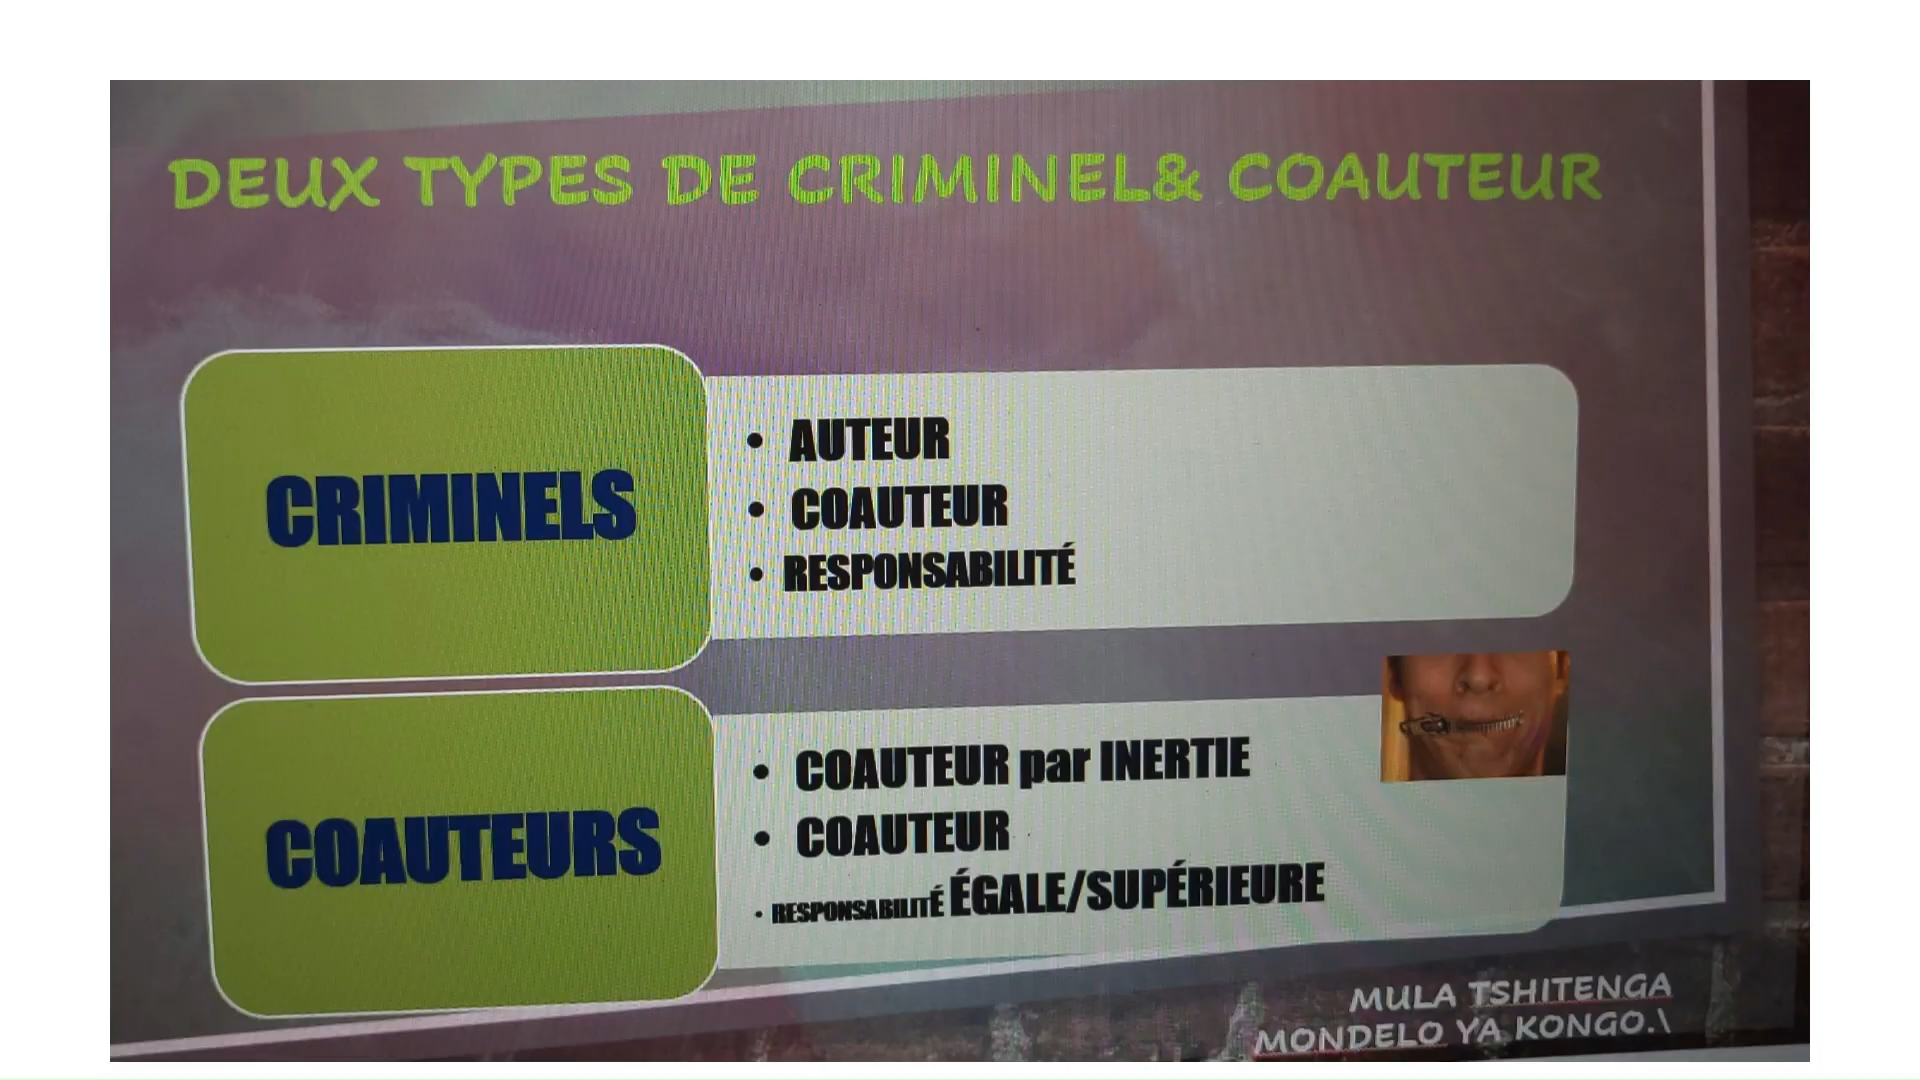 DEUX TYPES DE CRIMINEL& COAUTEUR
CRIMINELS
• AUTEUR
• COAUTEUR
• RESPONSABILITÉ
COAUTEURS
• COAUTEUR par INERTIE
• COAUTEUR
• RESPONSABILITÉ ÉGALE/SUPÉRIEURE
MULA TSHITENGA
MONDELO YA KONGO.\